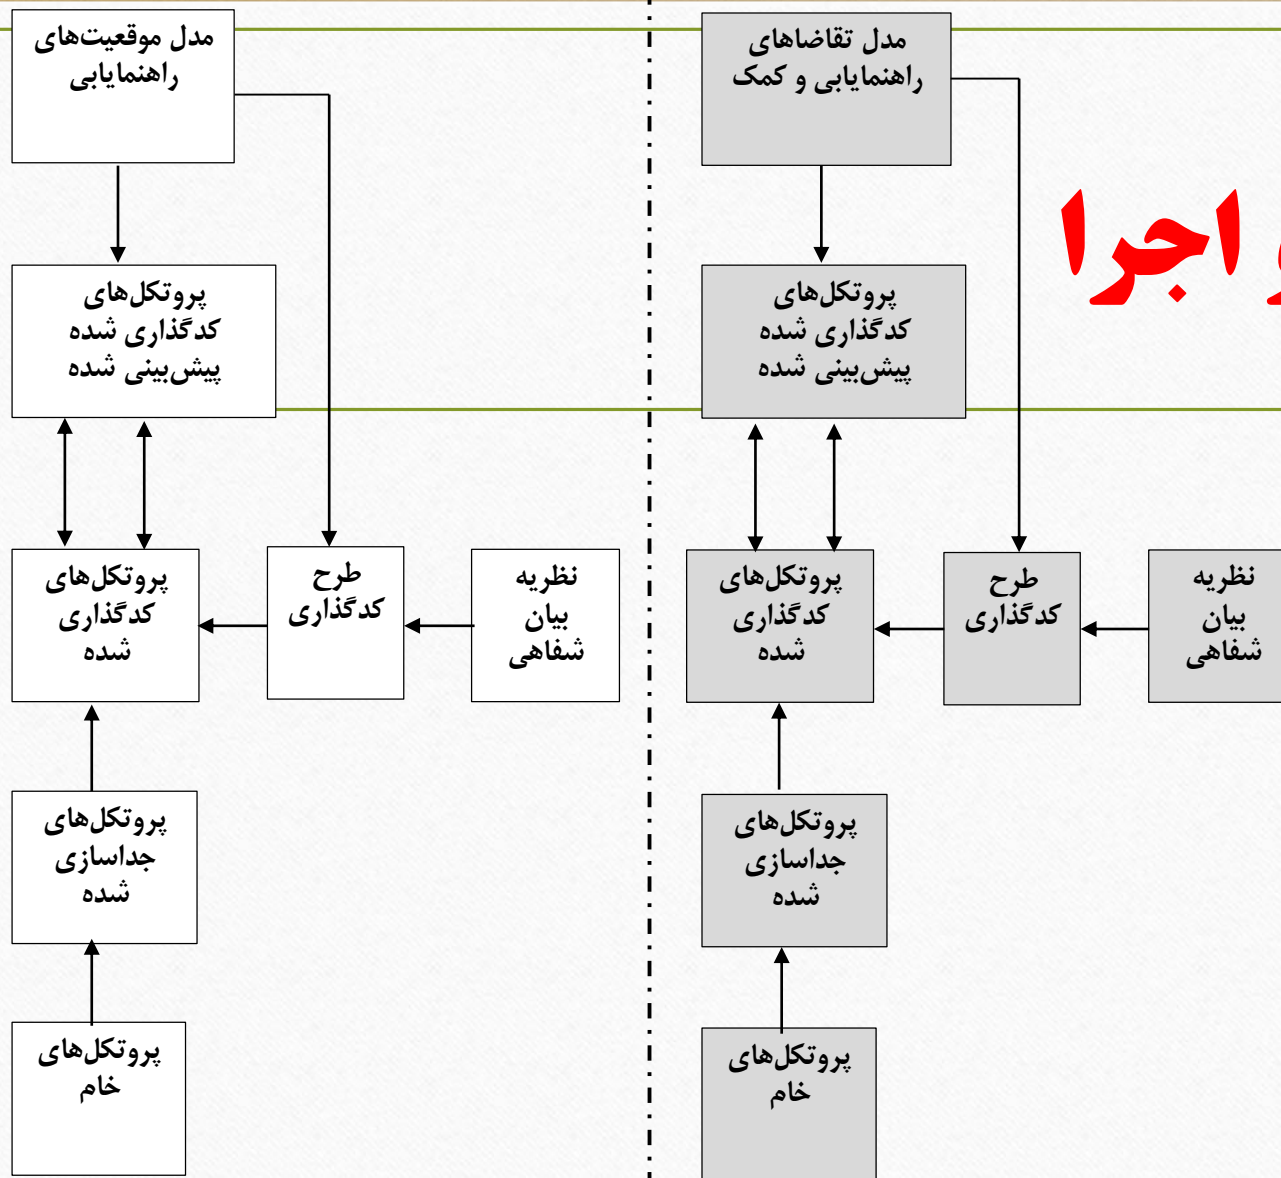 مدل تقاضاهای
راهنمایابی و کمک
و اجرا
پروتکل‌های
کدگذاری شده
پیش‌بینی شده
نظریه
بیان
شفاهی
طرح
کدگذاری
پروتکل‌های
کدگذاری
شده
پروتکل‌های
جداسازی
شده
پروتکل‌های
خام
مدل موقعیت‌های
راهنمایابی
پروتکل‌های
کدگذاری شده
پیش‌بینی شده
نظریه
بیان
شفاهی
طرح
کدگذاری
پروتکل‌های
کدگذاری
شده
پروتکل‌های
جداسازی
شده
پروتکل‌های
خام